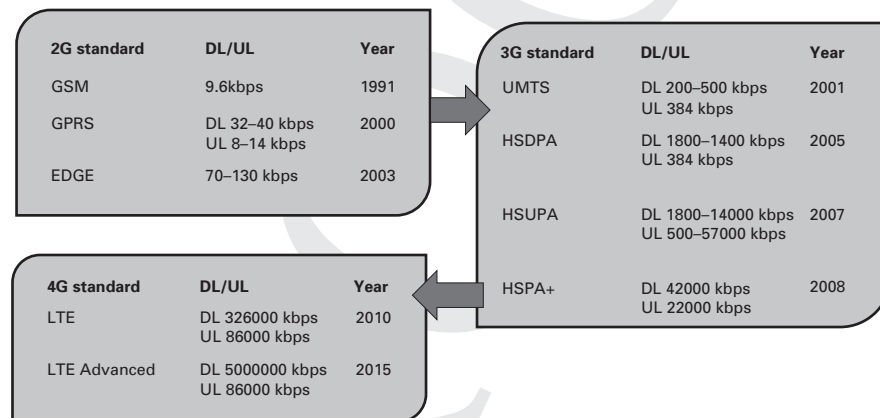 2G standard DL/UL Year
GSM 9.6kbps 1991
GPRS DL 32–40 kbps 2000
UL 8–14 kbps
EDGE 70–130 kbps 2003
3G standard DL/UL Year
UMTS DL 200–500 kbps 2001
UL 384 kbps
HSDPA DL 1800–1400 kbps 2005
UL 384 kbps
HSUPA DL 1800–14000 kbps 2007
UL 500–57000 kbps
HSPA+ DL 42000 kbps 2008
UL 22000 kbps
4G standard DL/UL Year
LTE DL 326000 kbps 2010
UL 86000 kbps
LTE Advanced DL 5000000 kbps 2015
UL 86000 kbps